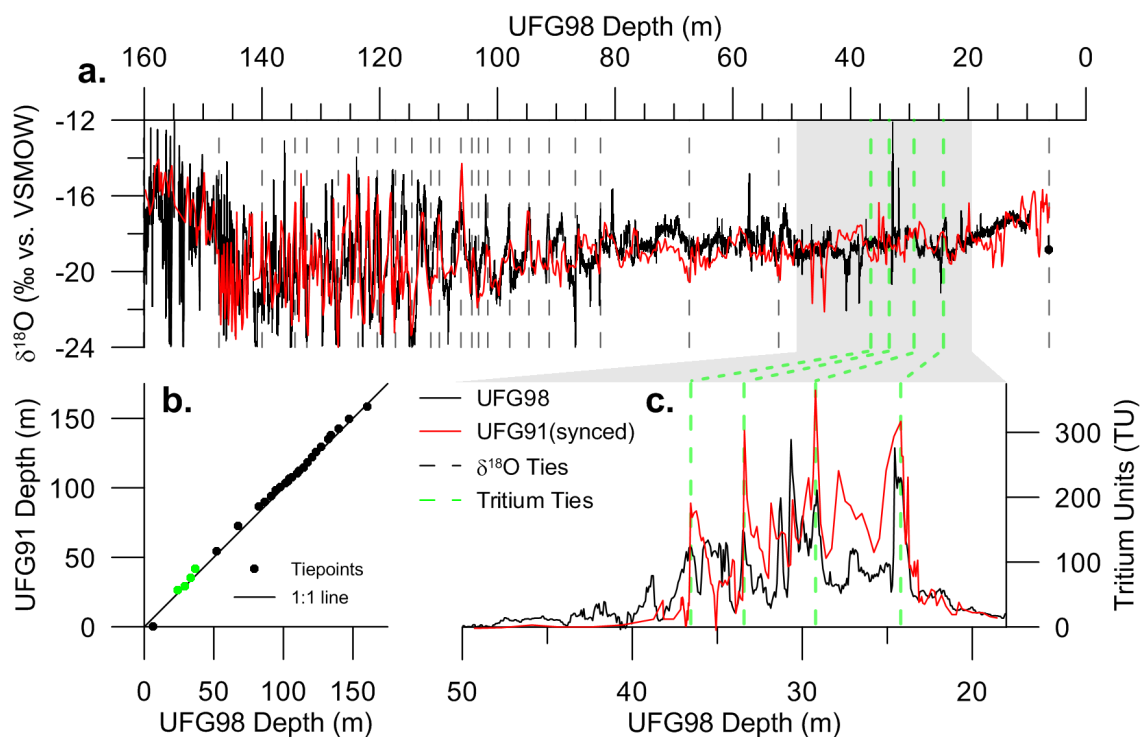 UFG98 Depth (m)
160 140 120 100 80 60 40 20 0
a.
δ¹⁸O (‰ vs. VSMOW)
-12
-16
-20
-24
b.
UFG91 Depth (m)
150
100
50
0
Tiepoints
1:1 line
0 50 100 150
UFG98 Depth (m)
UFG98
UFG91(synced)
δ¹⁸O Ties
Tritium Ties
c.
Tritium Units (TU)
300
200
100
0
50 40 30 20
UFG98 Depth (m)